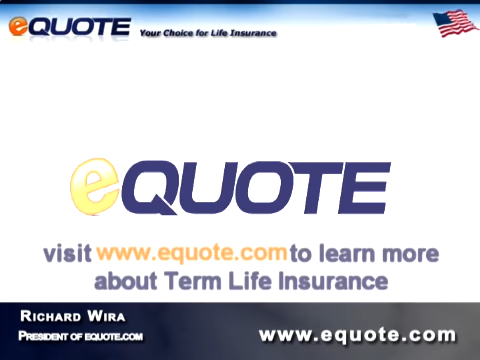 eQUOTE Your Choice for Life Insurance
eQUOTE
visit www.equote.com to learn more
about Term Life Insurance
RICHARD WIRA
PRESIDENT OF EQUOTE.COM
www.equote.com